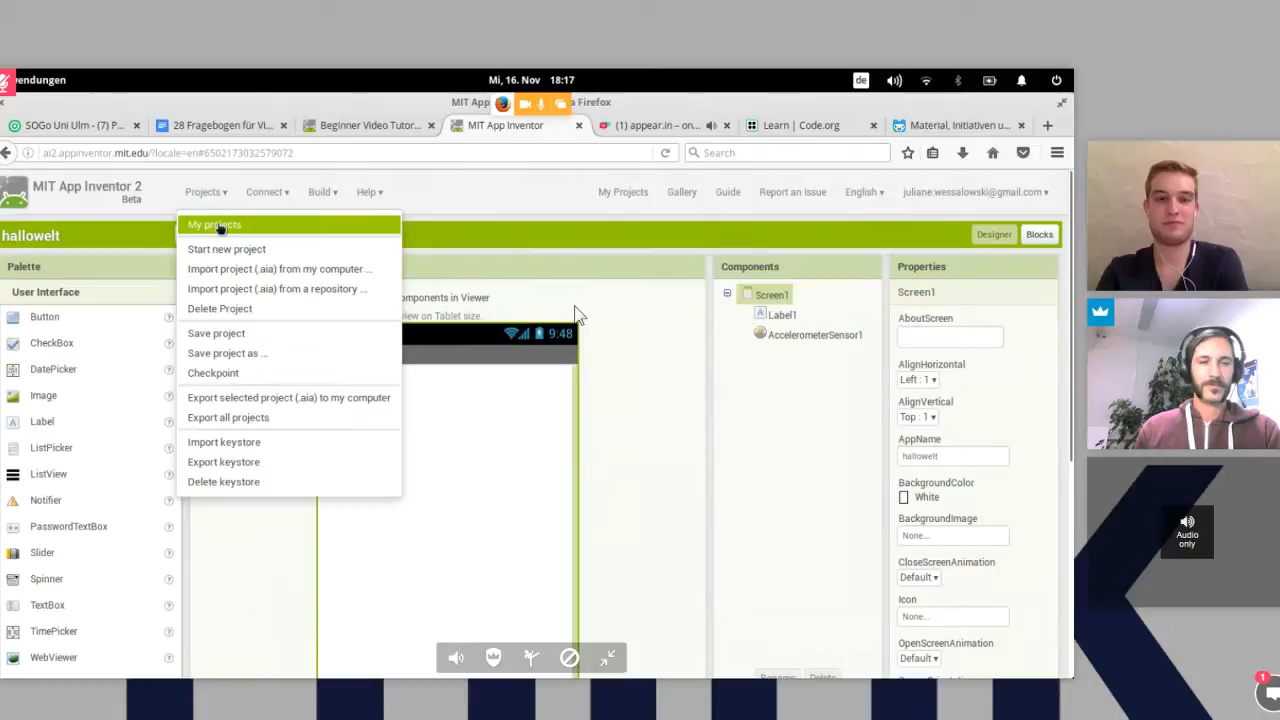 wendungen
Mi, 16. Nov 18:17
de
MIT App
a Firefox
SOGo Uni Ulm - (7) P...
28 Fragebogen für Vi...
Beginner Video Tutor...
MIT App Inventor
(1) appear.in – on...
Learn | Code.org
Material, Initiativen u...
ai2.appinventor.mit.edu/?locale=en#6502173032579072
Search
MIT App Inventor 2
Beta
Projects
Connect
Build
Help
My Projects
Gallery
Guide
Report an Issue
English
juliane.wessalowski@gmail.com
hallowelt
Designer
Blocks
My projects
Start new project
Import project (.aia) from my computer ...
Import project (.aia) from a repository ...
Delete Project
Save project
Save project as ...
Checkpoint
Export selected project (.aia) to my computer
Export all projects
Import keystore
Export keystore
Delete keystore
Palette
User Interface
Button
CheckBox
DatePicker
Image
Label
ListPicker
ListView
Notifier
PasswordTextBox
Slider
Spinner
TextBox
TimePicker
WebViewer
omponents in Viewer
view on Tablet size.
9:48
Components
Screen1
Label1
AccelerometerSensor1
Rename
Delete
Properties
Screen1
AboutScreen
AlignHorizontal
Left : 1
AlignVertical
Top : 1
AppName
hallowelt
BackgroundColor
White
BackgroundImage
None...
CloseScreenAnimation
Default
Icon
None...
OpenScreenAnimation
Default
Audio
only
1